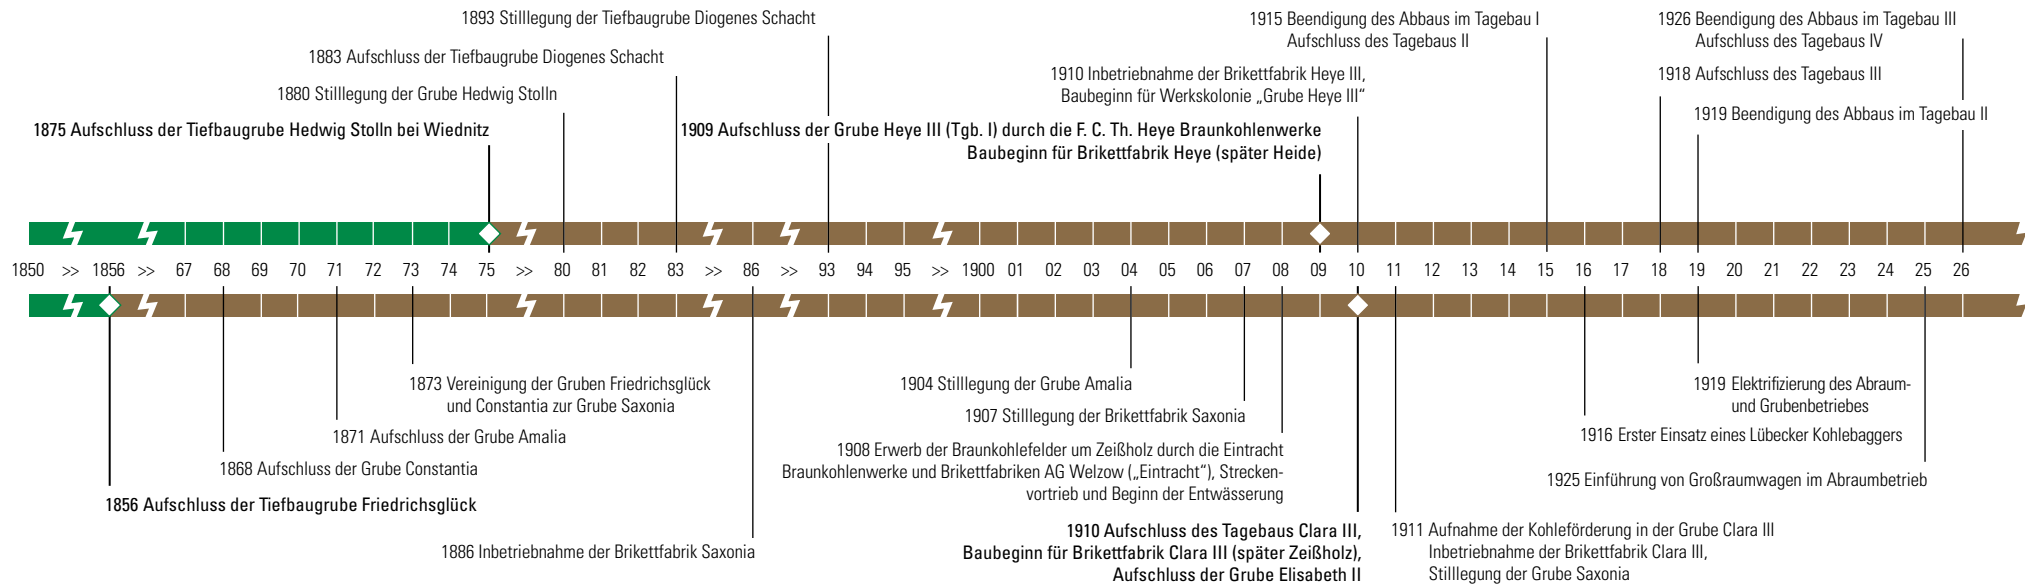 1893 Stilllegung der Tiefbaugrube Diogenes Schacht
1883 Aufschluss der Tiefbaugrube Diogenes Schacht
1880 Stilllegung der Grube Hedwig Stolln
1875 Aufschluss der Tiefbaugrube Hedwig Stolln bei Wiednitz
1915 Beendigung des Abbaus im Tagebau I
Aufschluss des Tagebaus II
1910 Inbetriebnahme der Brikettfabrik Heye III,
Baubeginn für Werkskolonie „Grube Heye III“
1909 Aufschluss der Grube Heye III (Tgb. I) durch die F. C. Th. Heye Braunkohlenwerke
Baubeginn für Brikettfabrik Heye (später Heide)
1926 Beendigung des Abbaus im Tagebau III
Aufschluss des Tagebaus IV
1918 Aufschluss des Tagebaus III
1919 Beendigung des Abbaus im Tagebau II
1850 >> 1856 >> 67 68 69 70 71 72 73 74 75 >> 80 81 82 83 >> 86 >> 93 94 95 >> 1900 01 02 03 04 05 06 07 08 09 10 11 12 13 14 15 16 17 18 19 20 21 22 23 24 25 26
1873 Vereinigung der Gruben Friedrichsglück
und Constantia zur Grube Saxonia
1871 Aufschluss der Grube Amalia
1868 Aufschluss der Grube Constantia
1856 Aufschluss der Tiefbaugrube Friedrichsglück
1886 Inbetriebnahme der Brikettfabrik Saxonia
1904 Stilllegung der Grube Amalia
1907 Stilllegung der Brikettfabrik Saxonia
1908 Erwerb der Braunkohlefelder um Zeißholz durch die Eintracht
Braunkohlenwerke und Brikettfabriken AG Welzow („Eintracht“), Strecken-
vortrieb und Beginn der Entwässerung
1910 Aufschluss des Tagebaus Clara III,
Baubeginn für Brikettfabrik Clara III (später Zeißholz),
Aufschluss der Grube Elisabeth II
1919 Elektrifizierung des Abraum-
und Grubenbetriebes
1916 Erster Einsatz eines Lübecker Kohlebaggers
1925 Einführung von Großraumwagen im Abraumbetrieb
1911 Aufnahme der Kohleförderung in der Grube Clara III
Inbetriebnahme der Brikettfabrik Clara III,
Stilllegung der Grube Saxonia